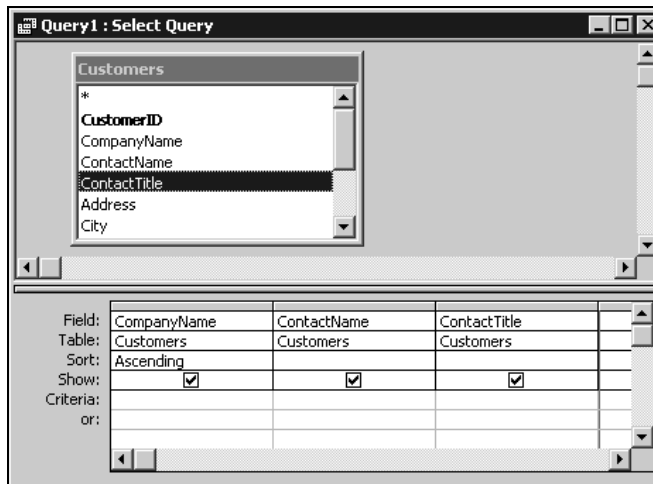 Query1 : Select Query
Customers
*
CustomerID
CompanyName
ContactName
ContactTitle
Address
City
Field: CompanyName ContactName ContactTitle
Table: Customers Customers Customers
Sort: Ascending
Show:
Criteria:
or: